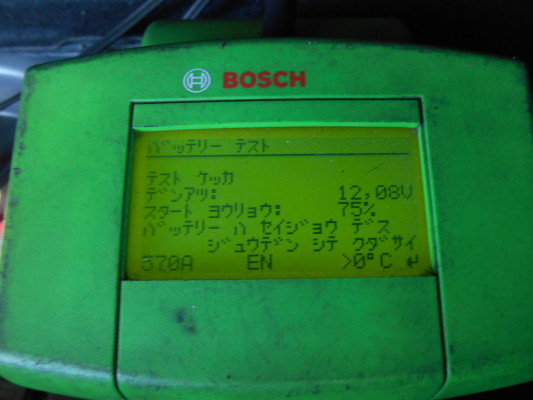 BOSCH
バッテリー テスト
テスト ケッカ
デンアツ: 12,08V
スタート ヨウリョウ: 75%
バッテリー ハ セイジョウ デス
ジュウデン シテ クダサイ
570A EN >0°C ↵